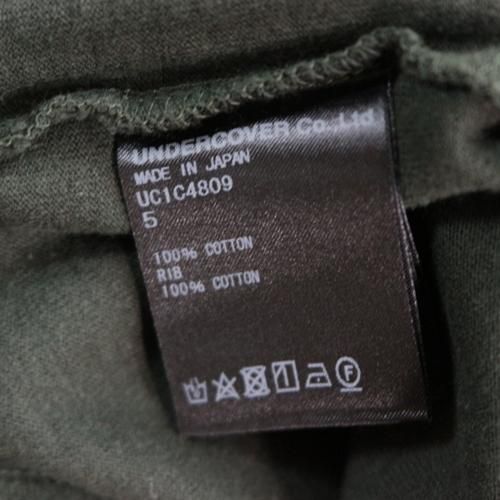 UNDERCOVER Co.,Ltd
MADE IN JAPAN
UC1C4809
5
100% COTTON
RIB
100% COTTON
F